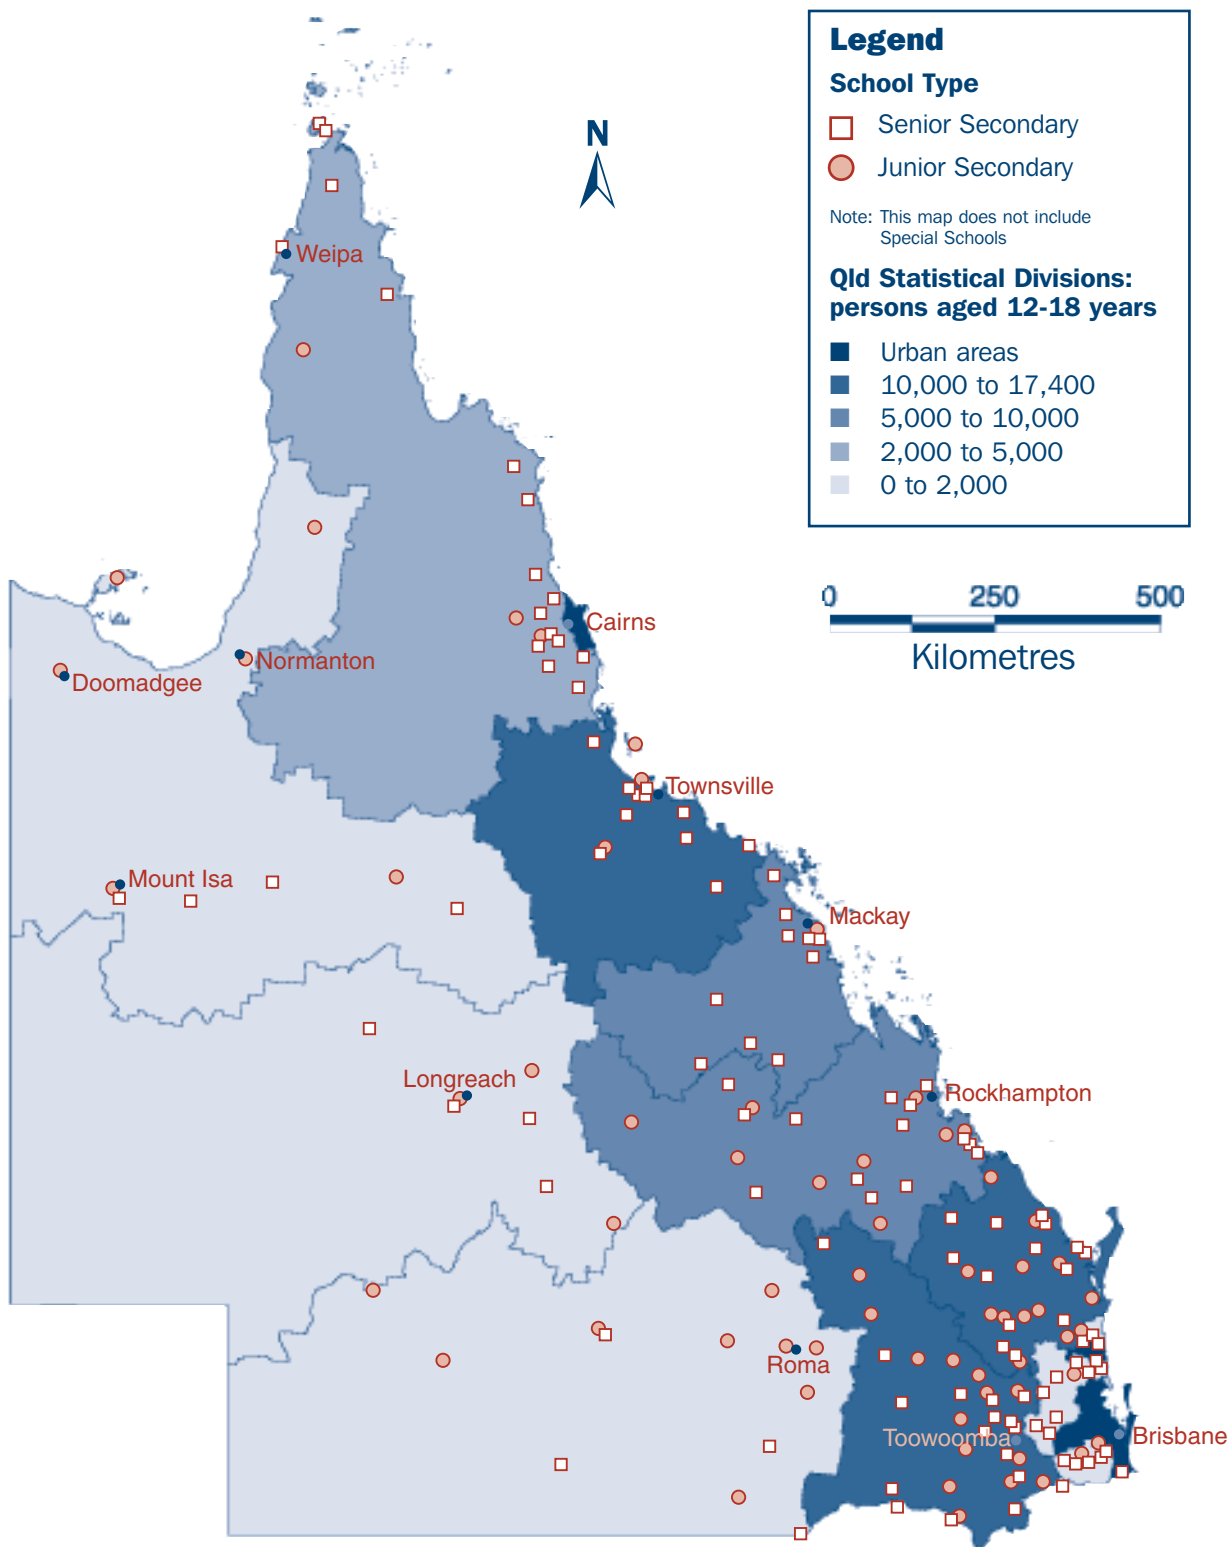 Legend
School Type
Senior Secondary
Junior Secondary
Note: This map does not include
Special Schools
Qld Statistical Divisions:
persons aged 12-18 years
Urban areas
10,000 to 17,400
5,000 to 10,000
2,000 to 5,000
0 to 2,000
N
0 250 500
Kilometres
Weipa
Cairns
Normanton
Doomadgee
Townsville
Mount Isa
Mackay
Longreach
Rockhampton
Roma
Toowoomba
Brisbane